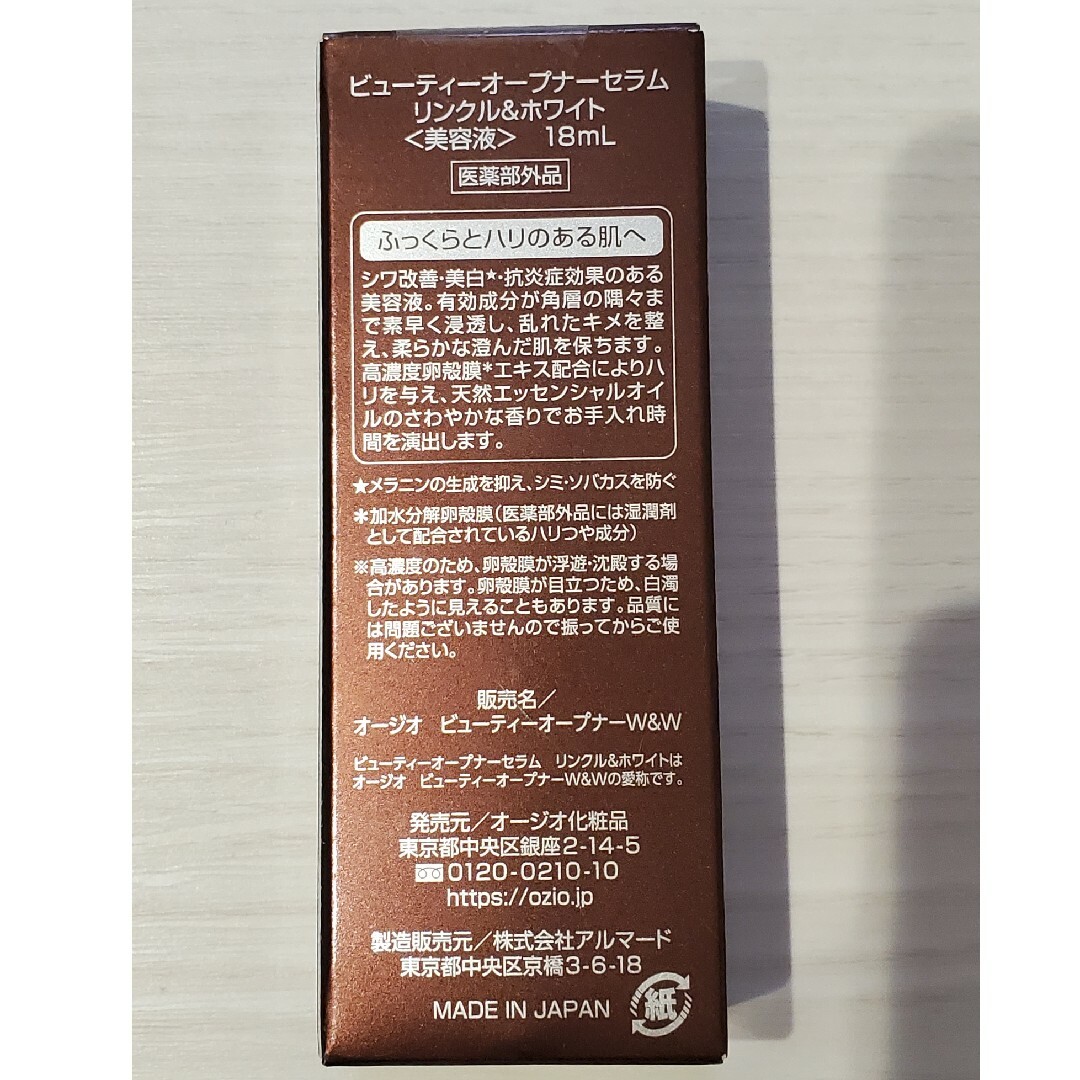 ビューティーオープナーセラム
リンクル&ホワイト
<美容液> 18mL
医薬部外品
ふっくらとハリのある肌へ
シワ改善・美白★・抗炎症効果のある
美容液。有効成分が角層の隅々ま
で素早く浸透し、乱れたキメを整
え、柔らかな澄んだ肌を保ちます。
高濃度卵殻膜*エキス配合によりハ
リを与え、天然エッセンシャルオイ
ルのさわやかな香りでお手入れ時
間を演出します。
★メラニンの生成を抑え、シミ・ソバカスを防ぐ
*加水分解卵殻膜(医薬部外品には湿潤剤
として配合されているハリつや成分)
※高濃度のため、卵殻膜が浮遊・沈殿する場
合があります。卵殻膜が目立つため、白濁
したように見えることもあります。品質に
は問題ございませんので振ってからご使
用ください。
販売名/
オージオ ビューティーオープナーW&W
ビューティーオープナーセラム リンクル&ホワイトは
オージオ ビューティーオープナーW&Wの愛称です。
発売元/オージオ化粧品
東京都中央区銀座2-14-5
0120-0210-10
https://ozio.jp
製造販売元/株式会社アルマード
東京都中央区京橋3-6-18
MADE IN JAPAN 紙